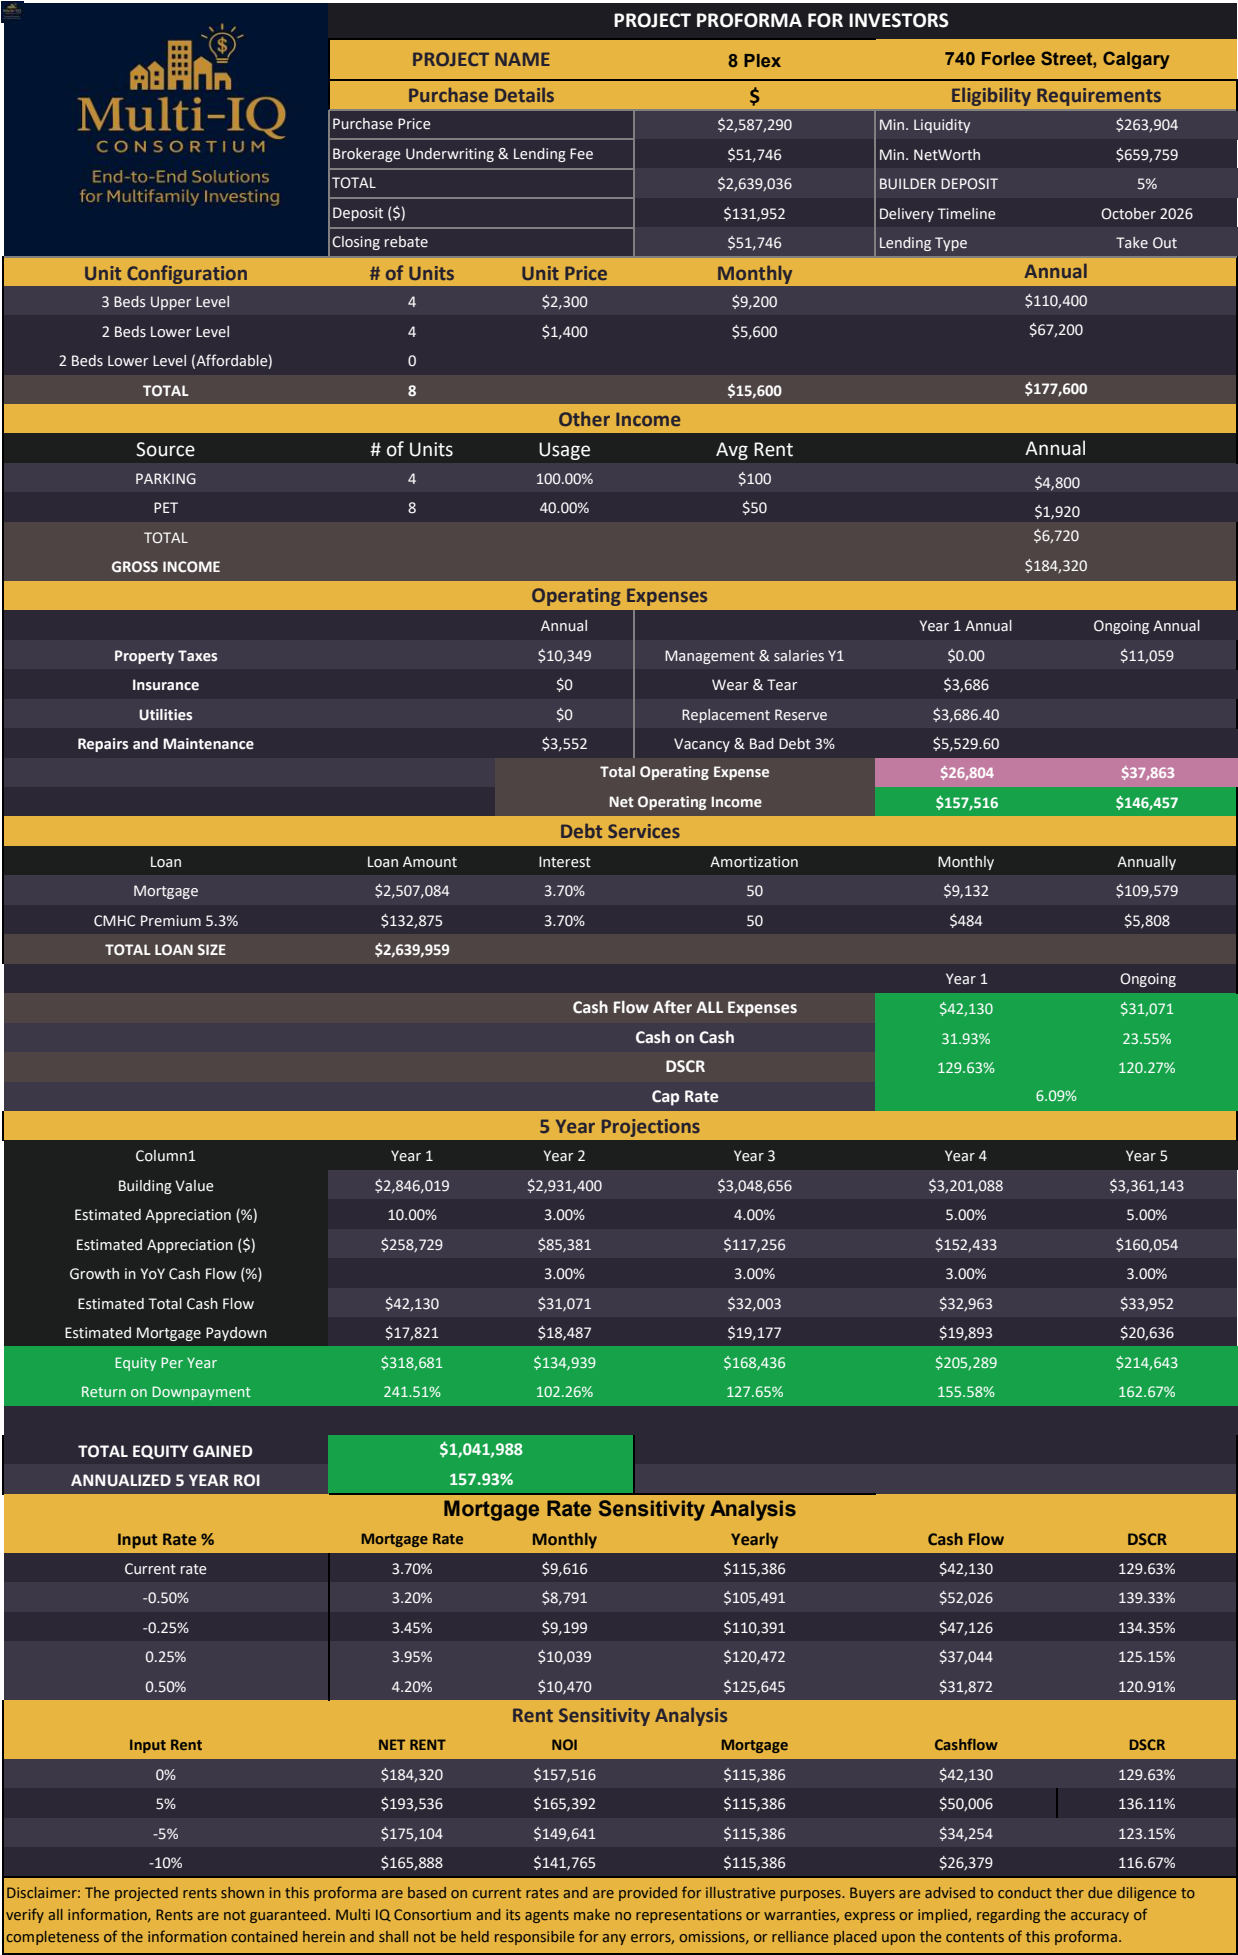 PROJECT PROFORMA FOR INVESTORS
Multi-IQ
CONSORTIUM
End-to-End Solutions
for Multifamily Investing
PROJECT NAME 8 Plex 740 Forlee Street, Calgary
Purchase Details $ Eligibility Requirements
Purchase Price $2,587,290 Min. Liquidity $263,904
Brokerage Underwriting & Lending Fee $51,746 Min. NetWorth $659,759
TOTAL $2,639,036 BUILDER DEPOSIT 5%
Deposit ($) $131,952 Delivery Timeline October 2026
Closing rebate $51,746 Lending Type Take Out
Unit Configuration # of Units Unit Price Monthly Annual
3 Beds Upper Level 4 $2,300 $9,200 $110,400
2 Beds Lower Level 4 $1,400 $5,600 $67,200
2 Beds Lower Level (Affordable) 0
TOTAL 8 $15,600 $177,600
Other Income
Source # of Units Usage Avg Rent Annual
PARKING 4 100.00% $100 $4,800
PET 8 40.00% $50 $1,920
TOTAL $6,720
GROSS INCOME $184,320
Operating Expenses
Annual Year 1 Annual Ongoing Annual
Property Taxes $10,349 Management & salaries Y1 $0.00 $11,059
Insurance $0 Wear & Tear $3,686
Utilities $0 Replacement Reserve $3,686.40
Repairs and Maintenance $3,552 Vacancy & Bad Debt 3% $5,529.60
Total Operating Expense $26,804 $37,863
Net Operating Income $157,516 $146,457
Debt Services
Loan Loan Amount Interest Amortization Monthly Annually
Mortgage $2,507,084 3.70% 50 $9,132 $109,579
CMHC Premium 5.3% $132,875 3.70% 50 $484 $5,808
TOTAL LOAN SIZE $2,639,959
Year 1 Ongoing
Cash Flow After ALL Expenses $42,130 $31,071
Cash on Cash 31.93% 23.55%
DSCR 129.63% 120.27%
Cap Rate 6.09%
5 Year Projections
Column1 Year 1 Year 2 Year 3 Year 4 Year 5
Building Value $2,846,019 $2,931,400 $3,048,656 $3,201,088 $3,361,143
Estimated Appreciation (%) 10.00% 3.00% 4.00% 5.00% 5.00%
Estimated Appreciation ($) $258,729 $85,381 $117,256 $152,433 $160,054
Growth in YoY Cash Flow (%) 3.00% 3.00% 3.00% 3.00%
Estimated Total Cash Flow $42,130 $31,071 $32,003 $32,963 $33,952
Estimated Mortgage Paydown $17,821 $18,487 $19,177 $19,893 $20,636
Equity Per Year $318,681 $134,939 $168,436 $205,289 $214,643
Return on Downpayment 241.51% 102.26% 127.65% 155.58% 162.67%
TOTAL EQUITY GAINED $1,041,988
ANNUALIZED 5 YEAR ROI 157.93%
Mortgage Rate Sensitivity Analysis
Input Rate % Mortgage Rate Monthly Yearly Cash Flow DSCR
Current rate 3.70% $9,616 $115,386 $42,130 129.63%
-0.50% 3.20% $8,791 $105,491 $52,026 139.33%
-0.25% 3.45% $9,199 $110,391 $47,126 134.35%
0.25% 3.95% $10,039 $120,472 $37,044 125.15%
0.50% 4.20% $10,470 $125,645 $31,872 120.91%
Rent Sensitivity Analysis
Input Rent NET RENT NOI Mortgage Cashflow DSCR
0% $184,320 $157,516 $115,386 $42,130 129.63%
5% $193,536 $165,392 $115,386 $50,006 136.11%
-5% $175,104 $149,641 $115,386 $34,254 123.15%
-10% $165,888 $141,765 $115,386 $26,379 116.67%
Disclaimer: The projected rents shown in this proforma are based on current rates and are provided for illustrative purposes. Buyers are advised to conduct ther due diligence to
verify all information, Rents are not guaranteed. Multi IQ Consortium and its agents make no representations or warranties, express or implied, regarding the accuracy of
completeness of the information contained herein and shall not be held responsibile for any errors, omissions, or relliance placed upon the contents of this proforma.